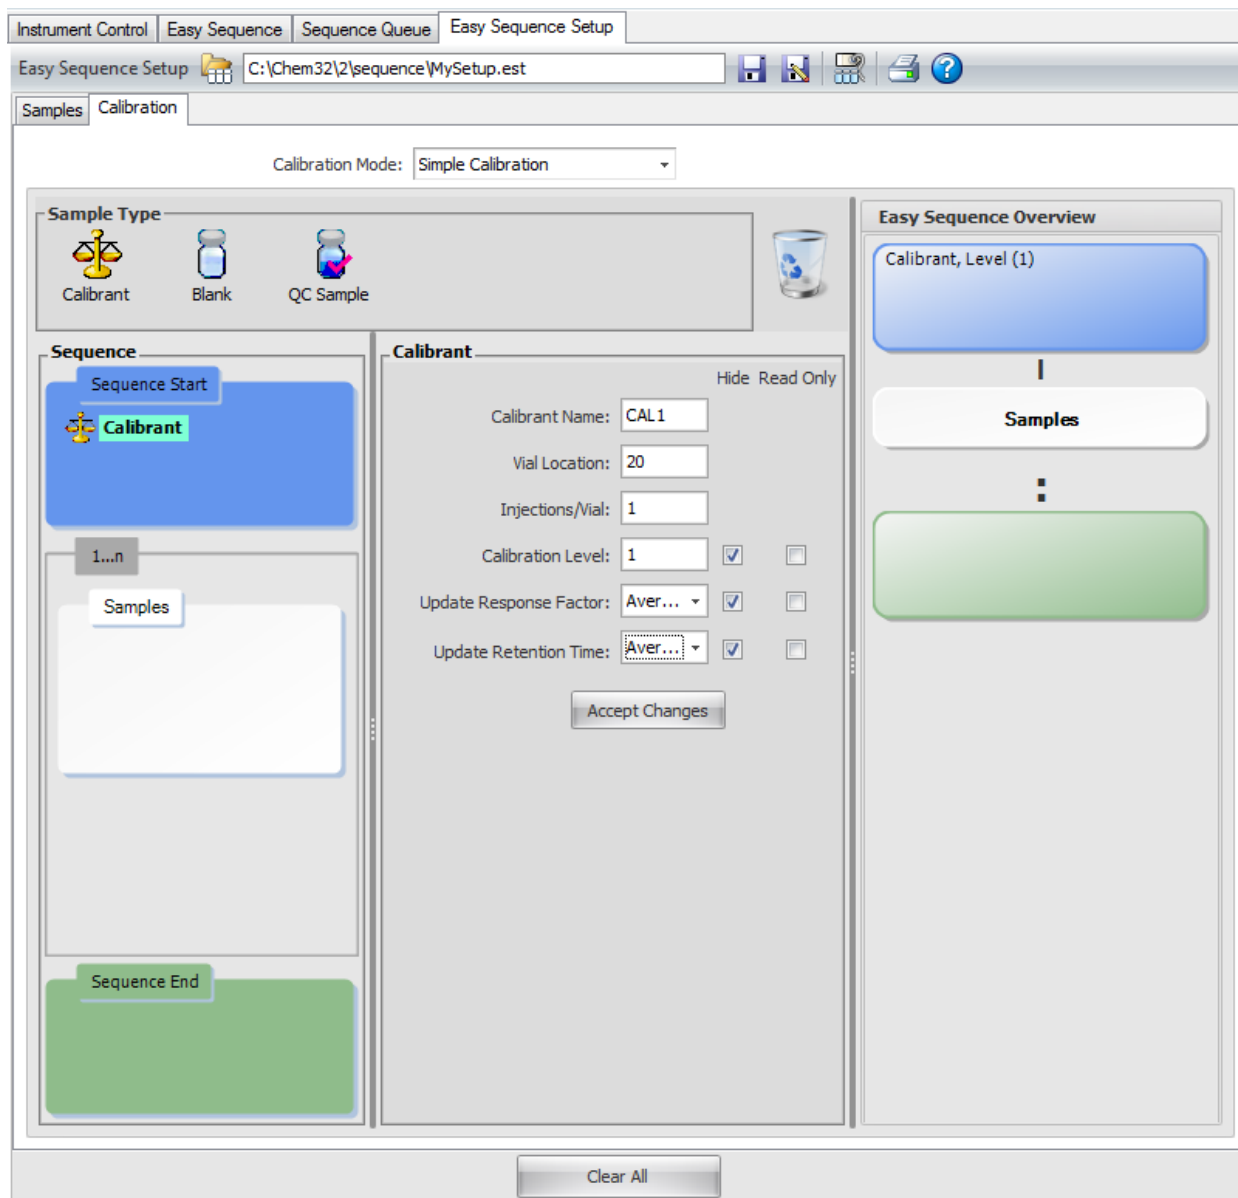 Instrument Control Easy Sequence Sequence Queue Easy Sequence Setup
Easy Sequence Setup C:\Chem32\2\sequence\MySetup.est
Samples Calibration
Calibration Mode: Simple Calibration
Sample Type
Calibrant Blank QC Sample
Sequence
Sequence Start
Calibrant
1...n
Samples
Sequence End
Calibrant
Hide Read Only
Calibrant Name: CAL1
Vial Location: 20
Injections/Vial: 1
Calibration Level: 1
Update Response Factor: Aver...
Update Retention Time: Aver...
Accept Changes
Easy Sequence Overview
Calibrant, Level (1)
Samples
Clear All